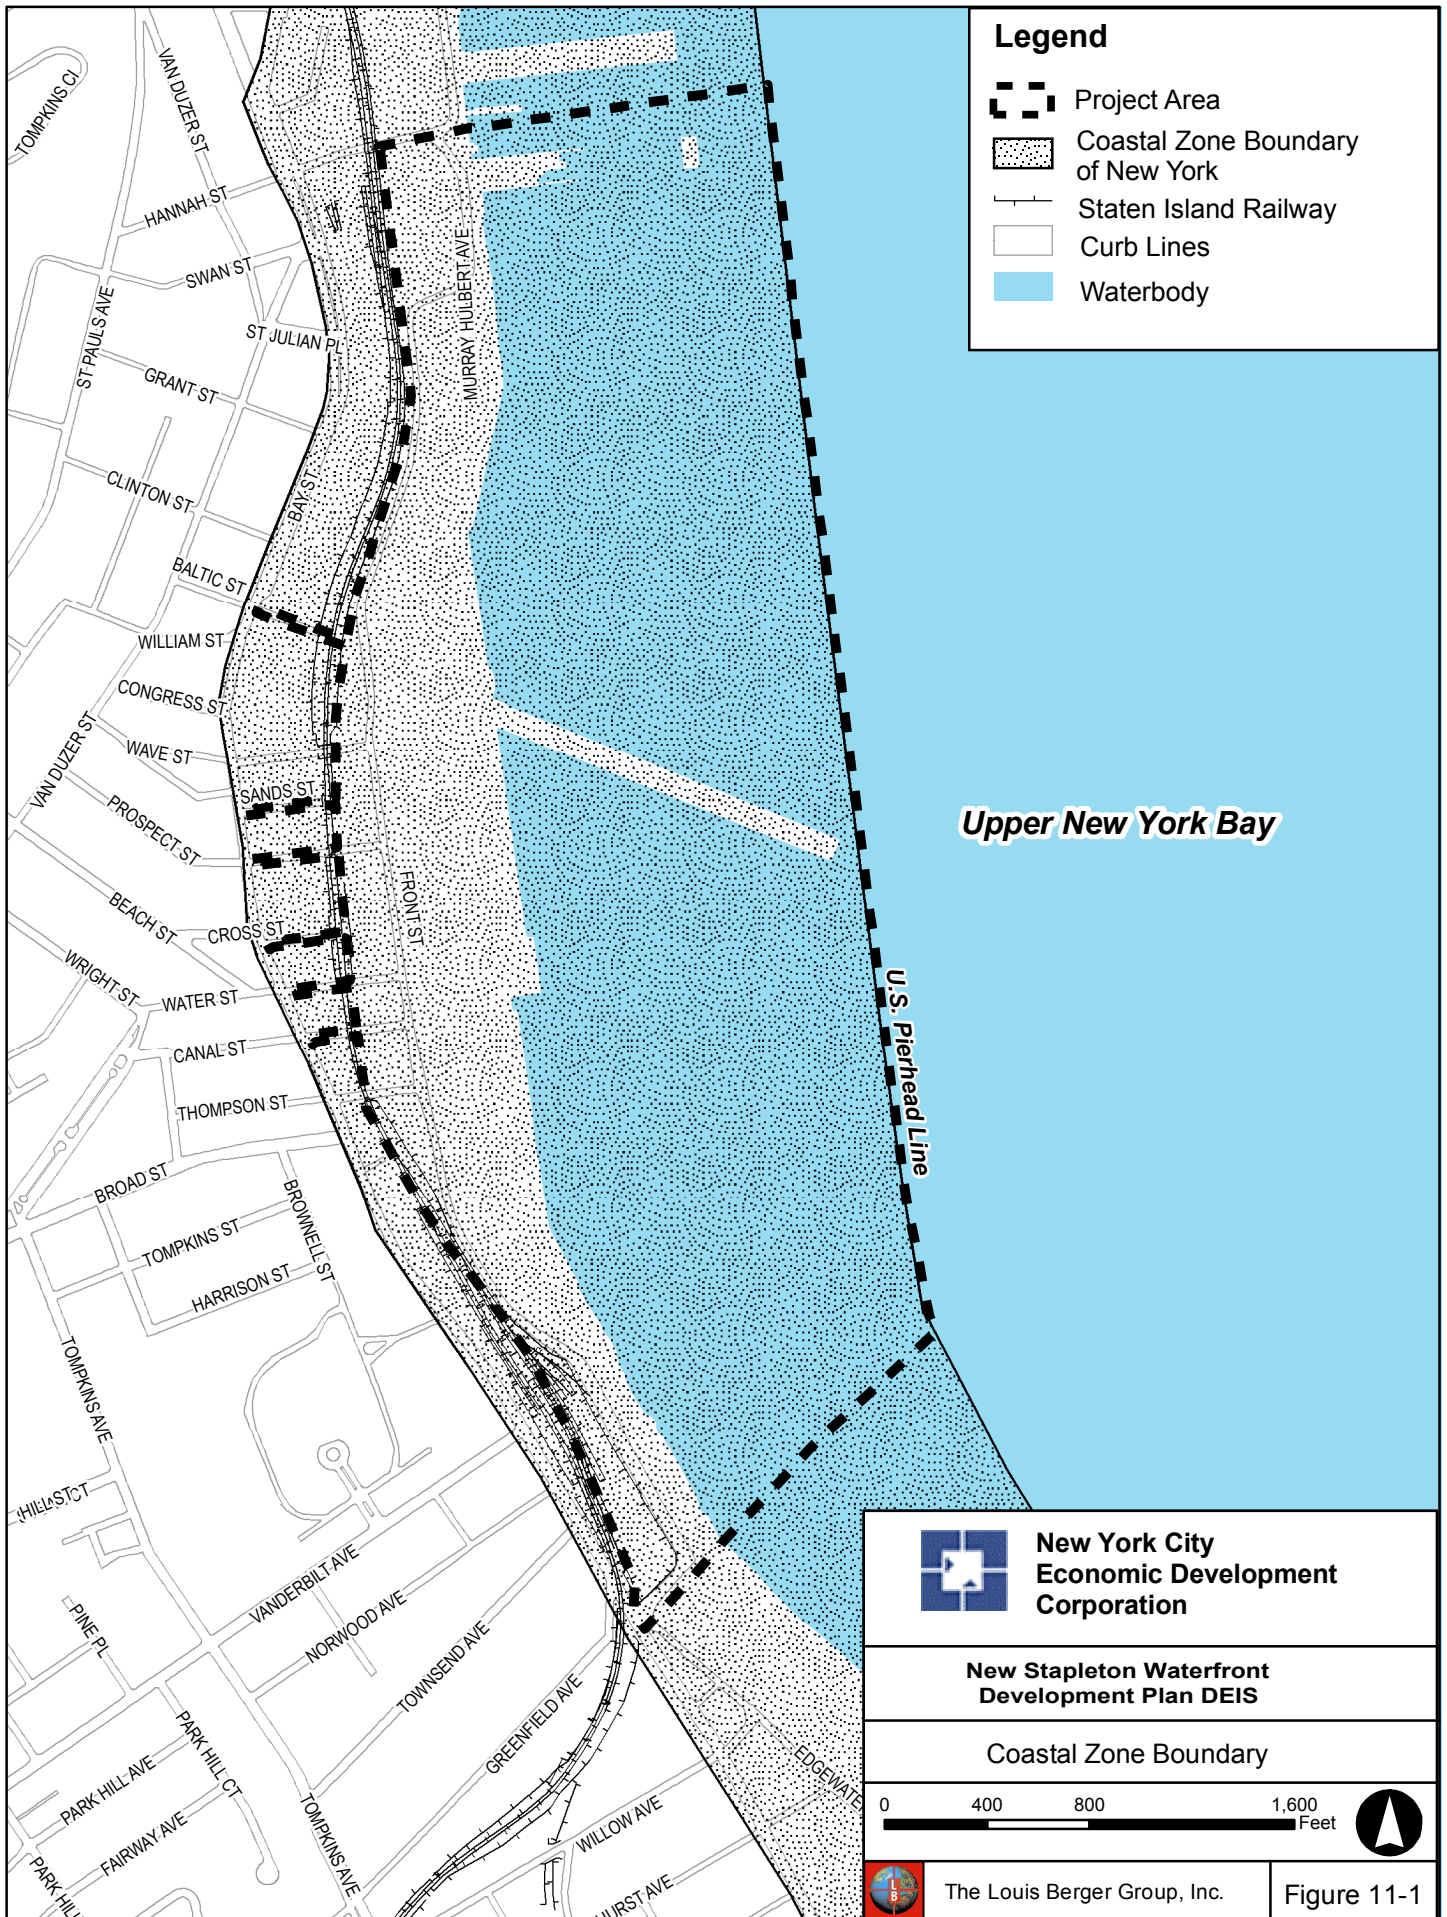 Legend
Project Area
Coastal Zone Boundary
of New York
Staten Island Railway
Curb Lines
Waterbody
TOMPKINS CI
VAN DUZER ST
HANNAH ST
SWAN ST
ST JULIAN PL
ST PAULS AVE
GRANT ST
MURRAY HULBERT AVE
CLINTON ST
BAY ST
BALTIC ST
WILLIAM ST
CONGRESS ST
WAVE ST
VAN DUZER ST
SANDS ST
PROSPECT ST
Upper New York Bay
FRONT ST
BEACH ST
CROSS ST
WRIGHT ST
WATER ST
U.S. Pierhead Line
CANAL ST
THOMPSON ST
BROAD ST
BROWNELL ST
TOMPKINS ST
HARRISON ST
TOMPKINS AVE
VANDERBILT AVE
NORWOOD AVE
PINE PL
TOWNSEND AVE
GREENFIELD AVE
PARK HILL CT
PARK HILL AVE
FAIRWAY AVE
TOMPKINS AVE
WILLOW AVE
EDGEWATE
PARK HILL
HURST AVE
New York City
Economic Development
Corporation
New Stapleton Waterfront
Development Plan DEIS
Coastal Zone Boundary
0 400 800 1,600
Feet
LB
The Louis Berger Group, Inc.
Figure 11-1